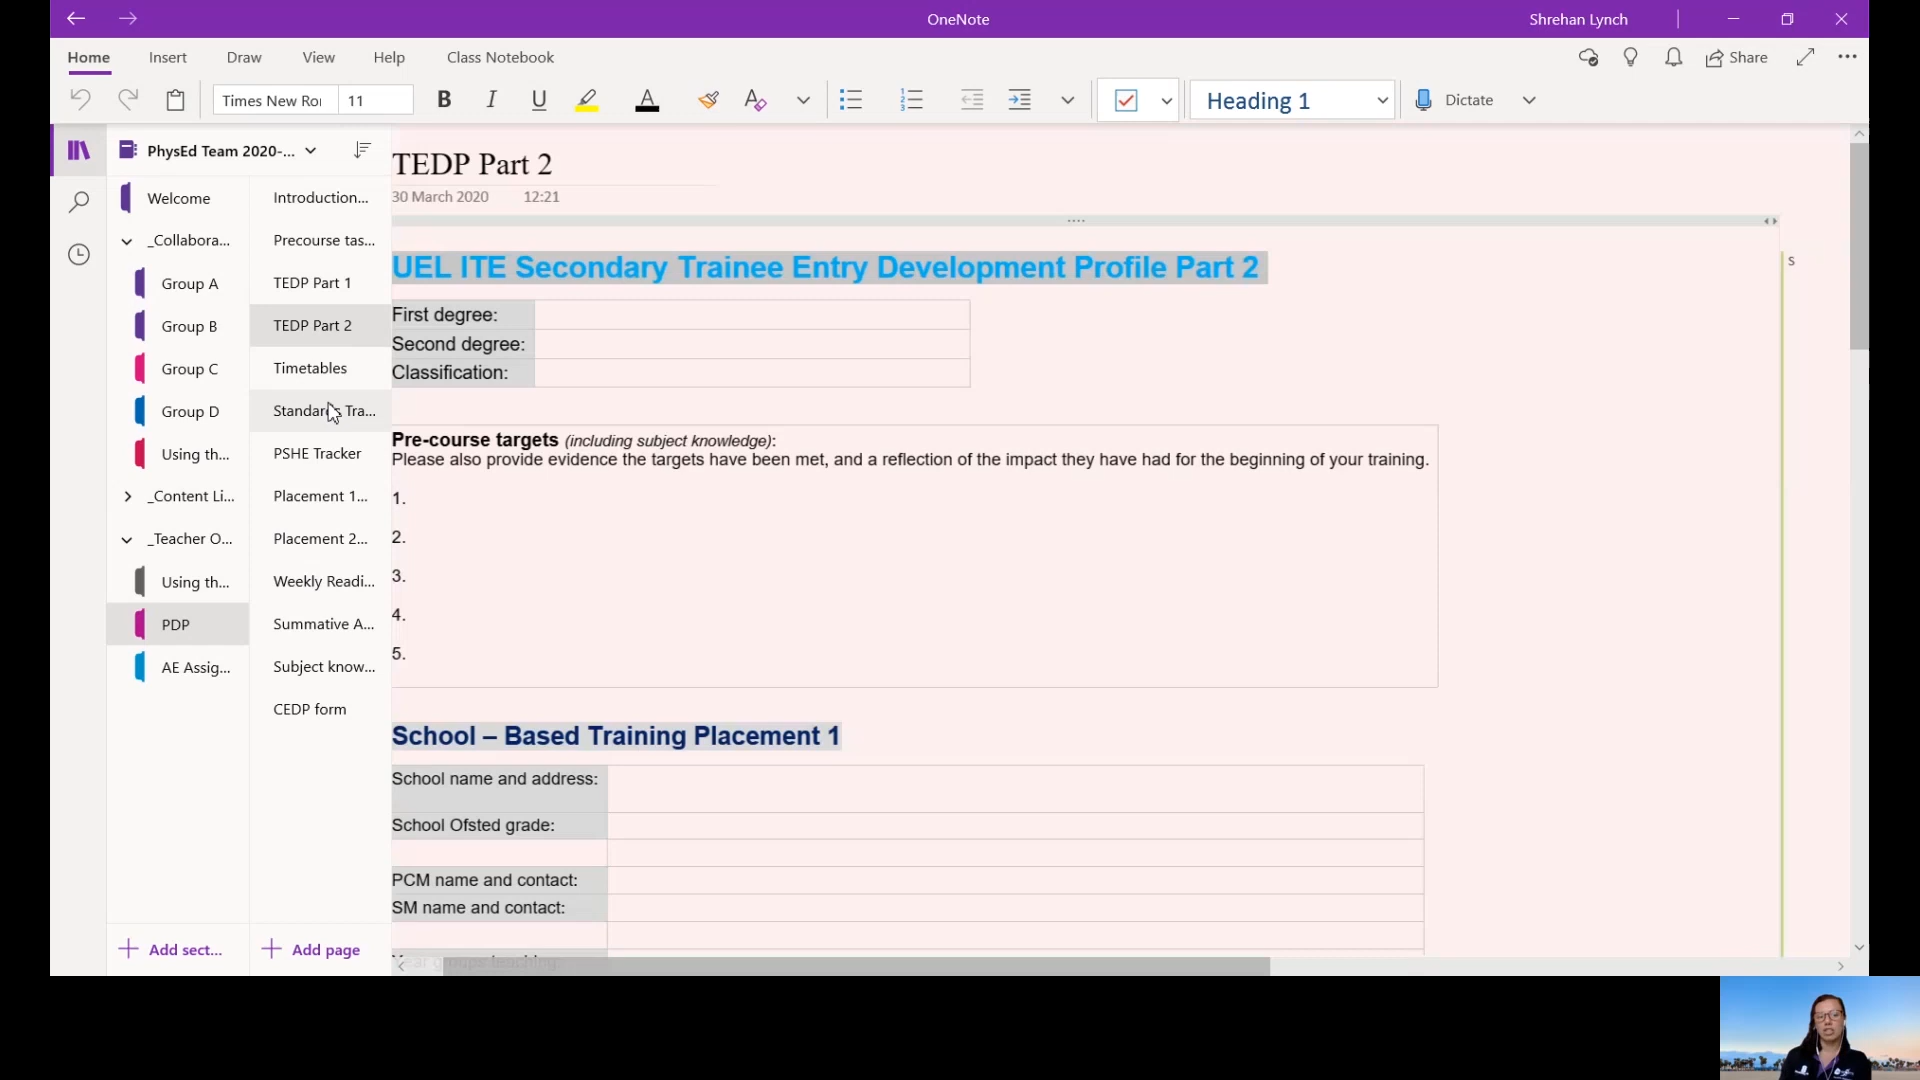 OneNote
Shrehan Lynch
Home
Insert
Draw
View
Help
Class Notebook
Share
Times New Ro
11
B
I
U
A
A
Heading 1
Dictate
PhysEd Team 2020-...
Welcome
_Collabora...
Group A
Group B
Group C
Group D
Using th...
_Content Li...
_Teacher O...
Using th...
PDP
AE Assig...
Add sect...
Introduction...
Precourse tas...
TEDP Part 1
TEDP Part 2
Timetables
Standards Tra...
PSHE Tracker
Placement 1...
Placement 2...
Weekly Readi...
Summative A...
Subject know...
CEDP form
Add page
TEDP Part 2
30 March 2020 12:21
UEL ITE Secondary Trainee Entry Development Profile Part 2
s
First degree:
Second degree:
Classification:
Pre-course targets (including subject knowledge):
Please also provide evidence the targets have been met, and a reflection of the impact they have had for the beginning of your training.
1.
2.
3.
4.
5.
School – Based Training Placement 1
School name and address:
School Ofsted grade:
PCM name and contact:
SM name and contact:
Year groups teaching